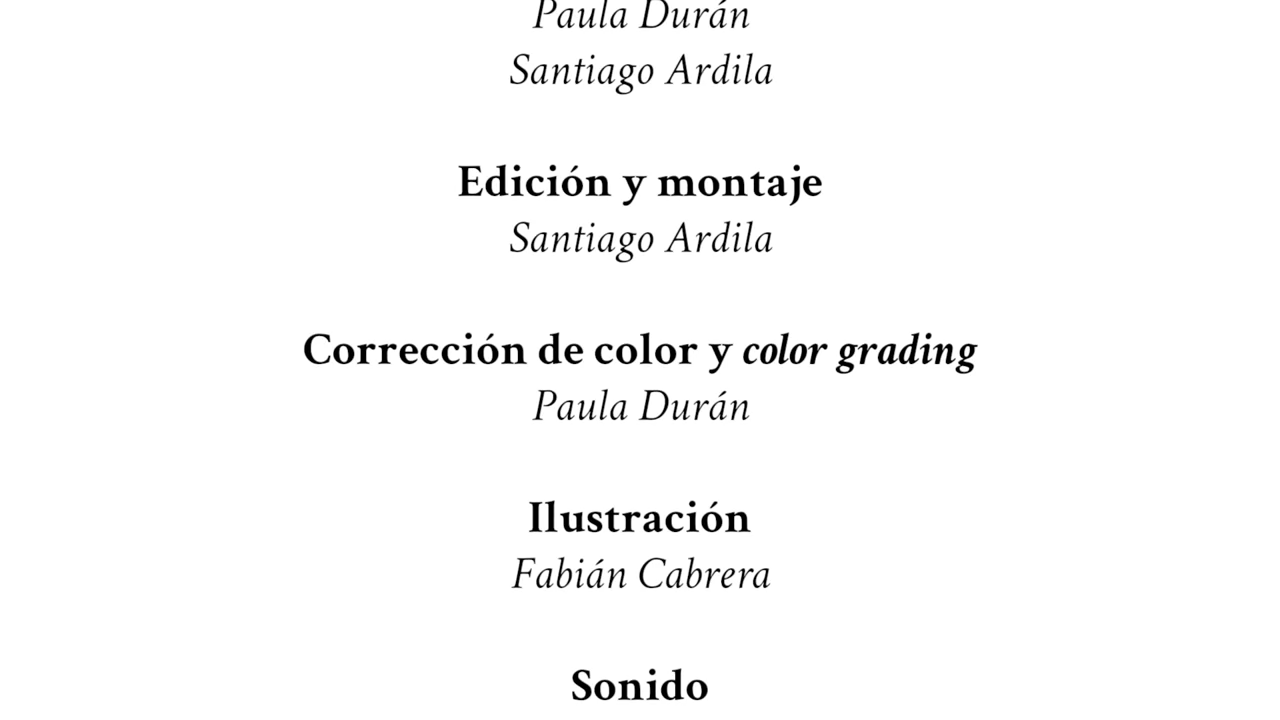 Paula Durán
Santiago Ardila
Edición y montaje
Santiago Ardila
Corrección de color y color grading
Paula Durán
Ilustración
Fabián Cabrera
Sonido